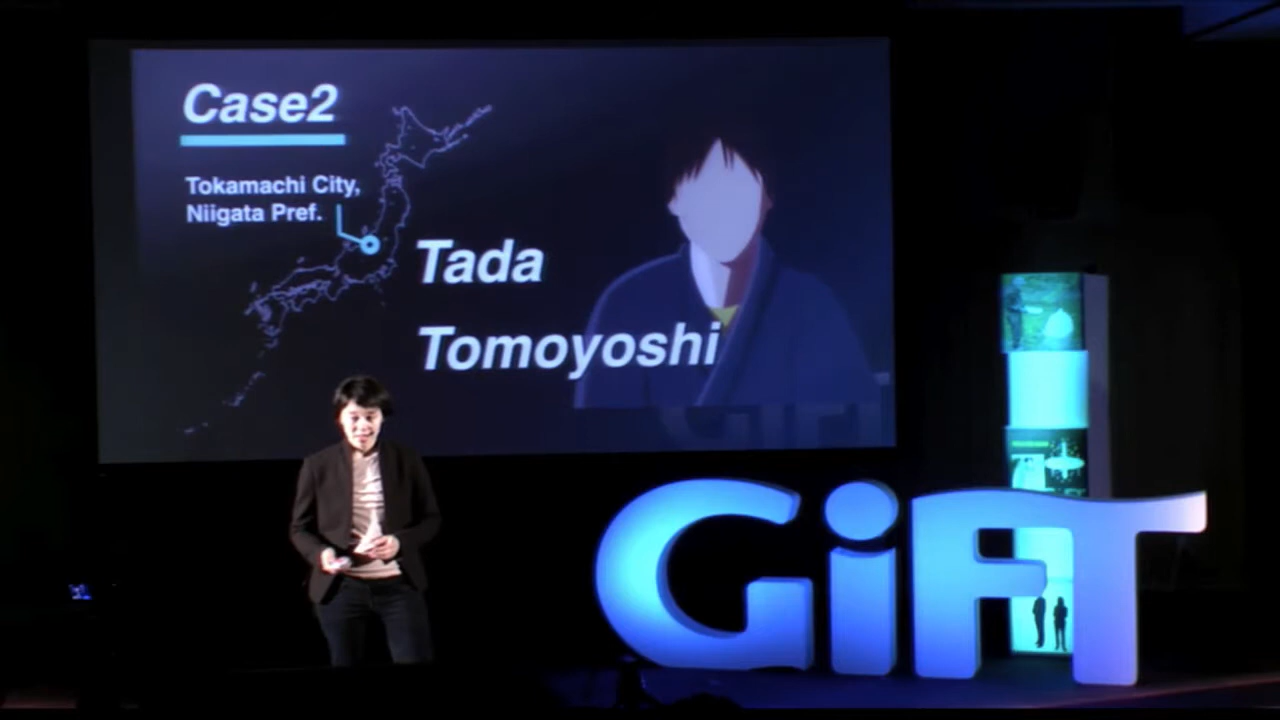 Case2
Tokamachi City,
Niigata Pref.
Tada
Tomoyoshi
GiFT